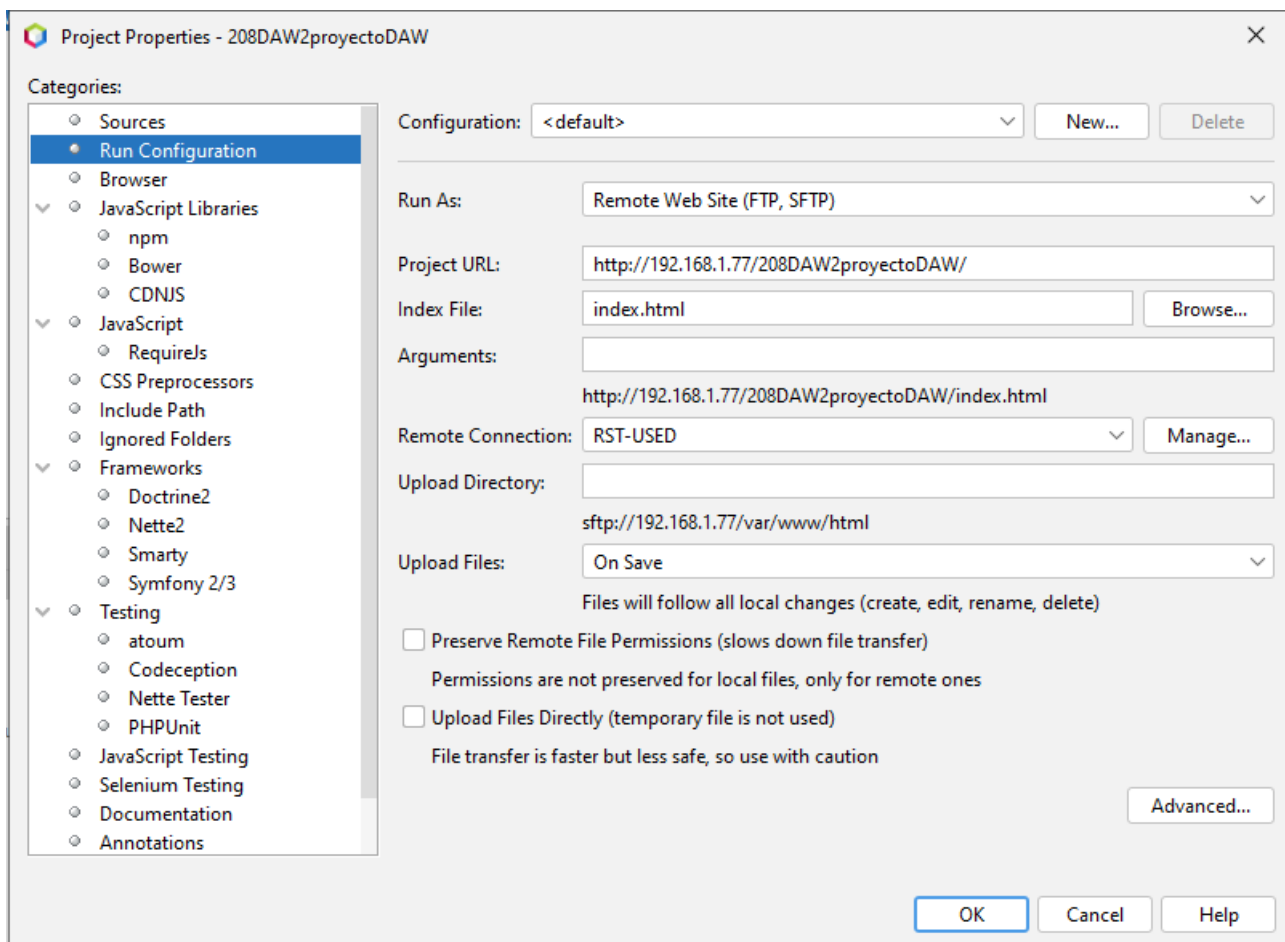 Project Properties - 208DAW2proyectoDAW
Categories:
Sources
Run Configuration
Browser
JavaScript Libraries
npm
Bower
CDNJS
JavaScript
RequireJs
CSS Preprocessors
Include Path
Ignored Folders
Frameworks
Doctrine2
Nette2
Smarty
Symfony 2/3
Testing
atoum
Codeception
Nette Tester
PHPUnit
JavaScript Testing
Selenium Testing
Documentation
Annotations
Configuration: <default> New... Delete
Run As: Remote Web Site (FTP, SFTP)
Project URL: http://192.168.1.77/208DAW2proyectoDAW/
Index File: index.html Browse...
Arguments:
http://192.168.1.77/208DAW2proyectoDAW/index.html
Remote Connection: RST-USED Manage...
Upload Directory:
sftp://192.168.1.77/var/www/html
Upload Files: On Save
Files will follow all local changes (create, edit, rename, delete)
Preserve Remote File Permissions (slows down file transfer)
Permissions are not preserved for local files, only for remote ones
Upload Files Directly (temporary file is not used)
File transfer is faster but less safe, so use with caution
Advanced...
OK Cancel Help